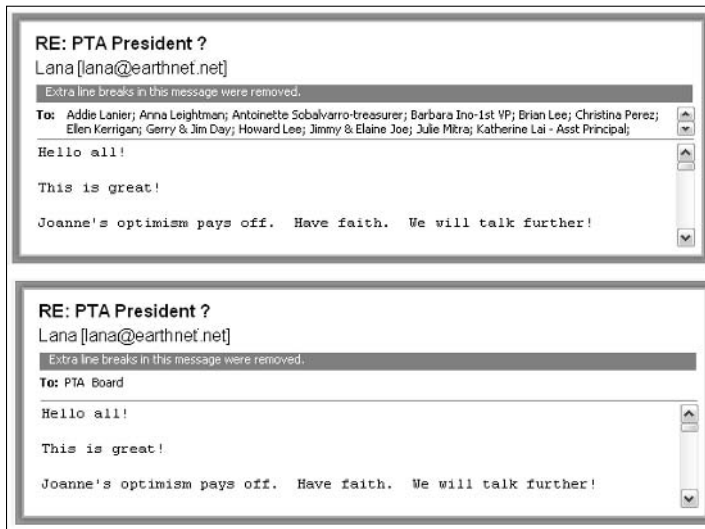 RE: PTA President ?
Lana [lana@earthnet.net]
Extra line breaks in this message were removed.
To: Addie Lanier; Anna Leightman; Antoinette Sobalvarro-treasurer; Barbara Ino-1st VP; Brian Lee; Christina Perez;
Ellen Kerrigan; Gerry & Jim Day; Howard Lee; Jimmy & Elaine Joe; Julie Mitra; Katherine Lai - Asst Principal;
Hello all!
This is great!
Joanne's optimism pays off. Have faith. We will talk further!
RE: PTA President ?
Lana [lana@earthnet.net]
Extra line breaks in this message were removed.
To: PTA Board
Hello all!
This is great!
Joanne's optimism pays off. Have faith. We will talk further!